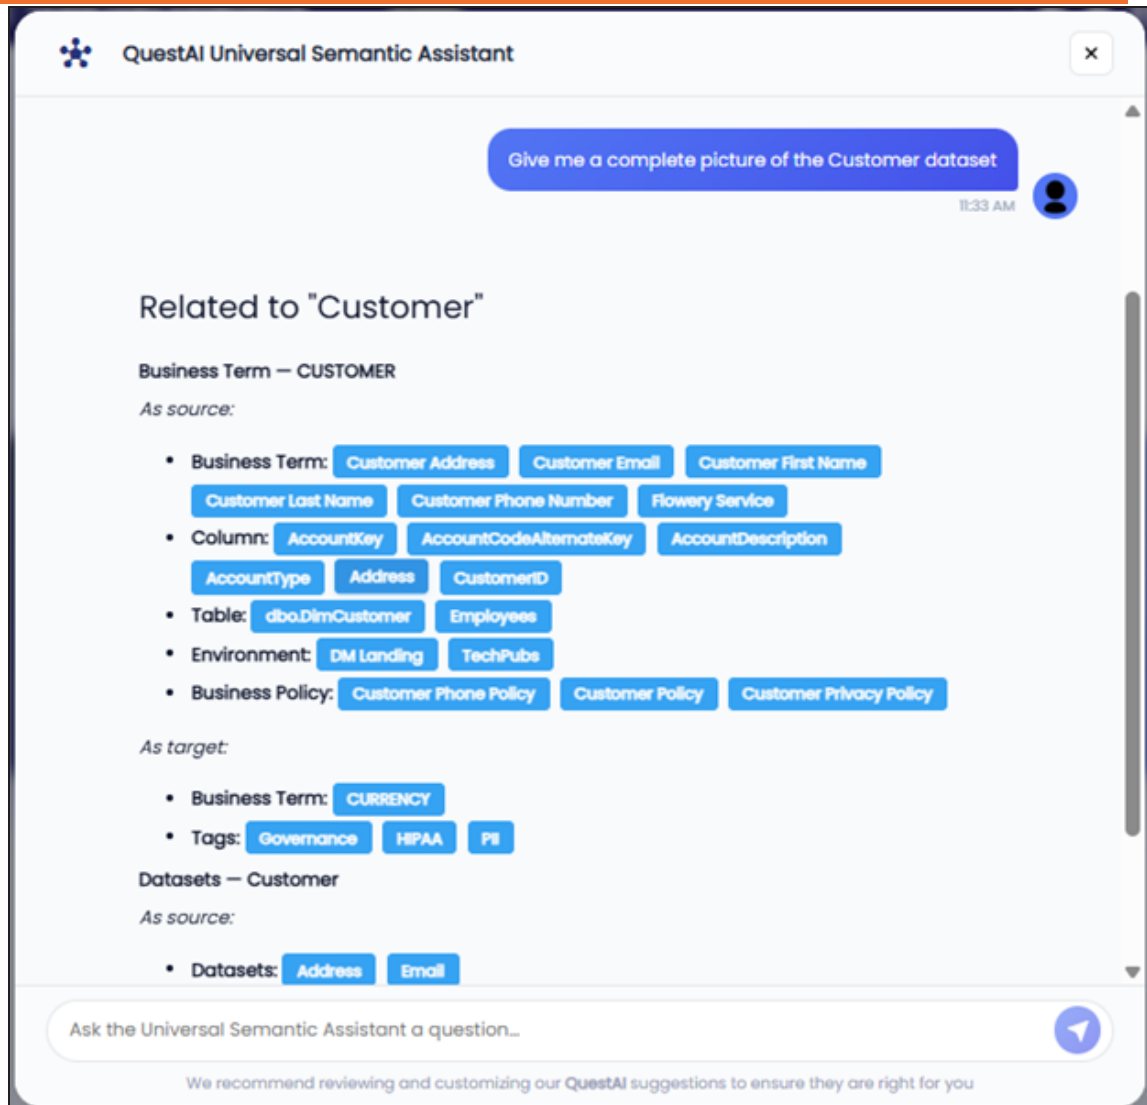 QuestAI Universal Semantic Assistant
Give me a complete picture of the Customer dataset
11:33 AM
Related to "Customer"
Business Term — CUSTOMER
As source:
• Business Term: Customer Address Customer Email Customer First Name
Customer Last Name Customer Phone Number Flowery Service
• Column: AccountKey AccountCodeAlternateKey AccountDescription
AccountType Address CustomerID
• Table: dbo.DimCustomer Employees
• Environment: DM Landing TechPubs
• Business Policy: Customer Phone Policy Customer Policy Customer Privacy Policy
As target:
• Business Term: CURRENCY
• Tags: Governance HIPAA PII
Datasets — Customer
As source:
• Datasets: Address Email
Ask the Universal Semantic Assistant a question...
We recommend reviewing and customizing our QuestAI suggestions to ensure they are right for you